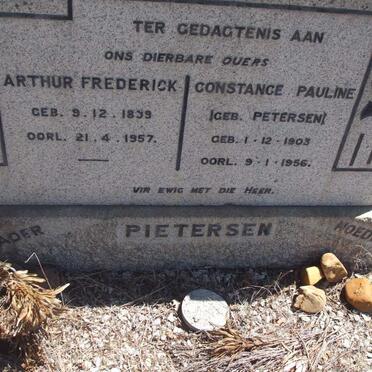 TER GEDAGTENIS AAN
ONS DIERBARE OUERS
ARTHUR FREDERICK
GEB. 9.12.1899
OORL. 21.4.1957.
CONSTANCE PAULINE
(GEB. PETERSEN)
GEB. 1-12-1903
OORL. 9-1-1956.
VIR EWIG MET DIE HEER.
PIETERSEN